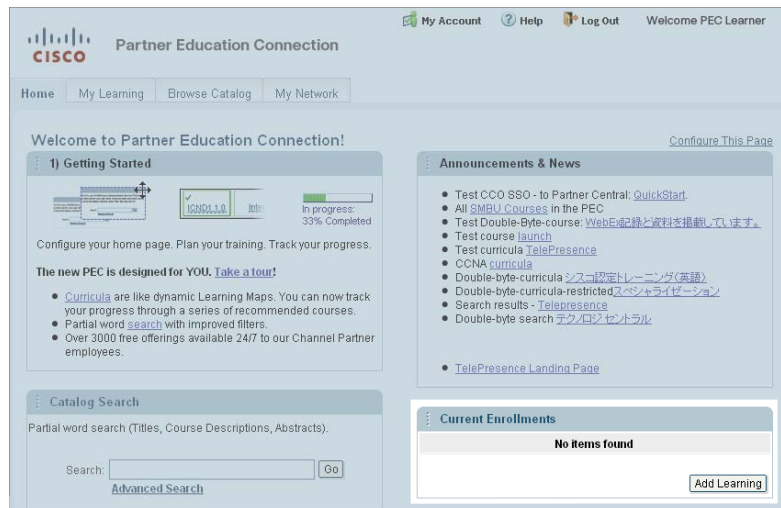 My Account Help Log Out Welcome PEC Learner
CISCO
Partner Education Connection
Home My Learning Browse Catalog My Network
Welcome to Partner Education Connection!
Configure This Page
1) Getting Started
ICND1 1.0
In progress:
33% Completed
Configure your home page. Plan your training. Track your progress.
The new PEC is designed for YOU. Take a tour!
Curricula are like dynamic Learning Maps. You can now track
your progress through a series of recommended courses.
Partial word search with improved filters.
Over 3000 free offerings available 24/7 to our Channel Partner
employees.
Catalog Search
Partial word search (Titles, Course Descriptions, Abstracts).
Search: Go
Advanced Search
Announcements & News
Test CCO SSO - to Partner Central: QuickStart.
All SMBU Courses in the PEC
Test Double-Byte-course: WebEx記録と資料を掲載しています。
Test course launch
Test curricula TelePresence
CCNA curricula
Double-byte-curricula シスコ認定トレーニング(英語)
Double-byte-curricula-restrictedスペシャライゼーション
Search results - Telepresence
Double-byte search テクノロジ セントラル
TelePresence Landing Page
Current Enrollments
No items found
Add Learning